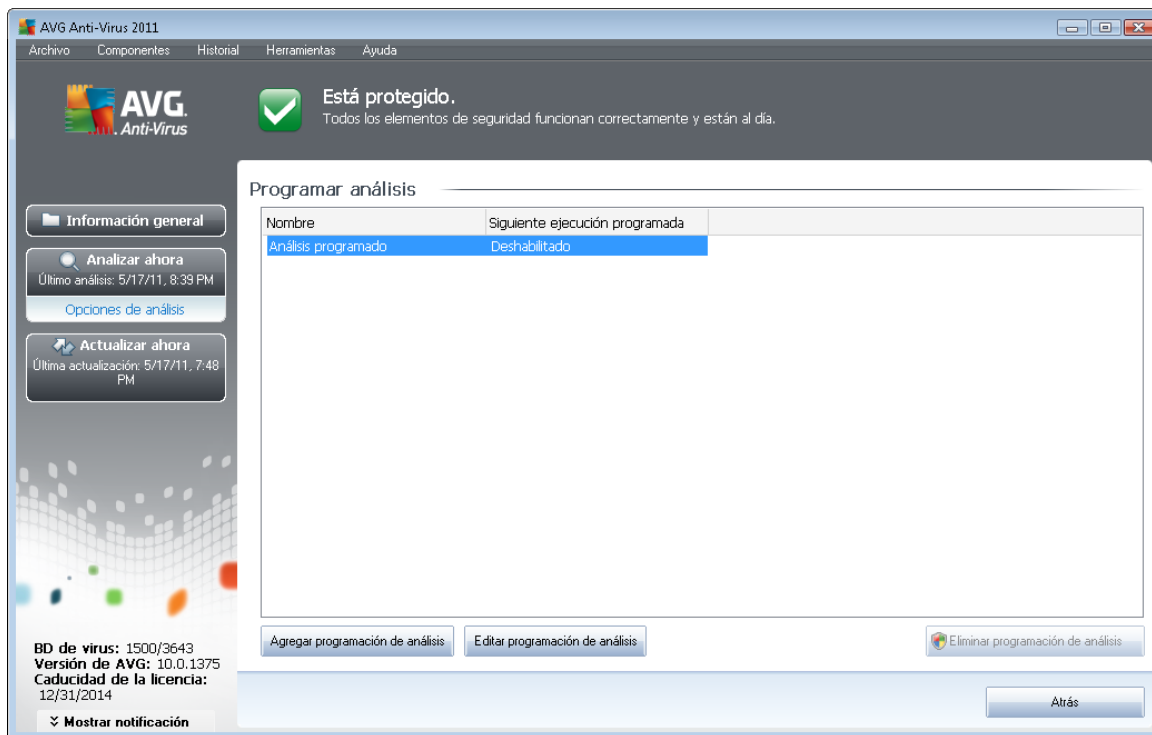 AVG Anti-Virus 2011
Archivo Componentes Historial Herramientas Ayuda
AVG.
Anti-Virus
Está protegido.
Todos los elementos de seguridad funcionan correctamente y están al día.
Información general
Analizar ahora
Último análisis: 5/17/11, 8:39 PM
Opciones de análisis
Actualizar ahora
Última actualización: 5/17/11, 7:48
PM
BD de virus: 1500/3643
Versión de AVG: 10.0.1375
Caducidad de la licencia:
12/31/2014
Mostrar notificación
Programar análisis
Nombre Siguiente ejecución programada
Análisis programado Deshabilitado
Agregar programación de análisis Editar programación de análisis Eliminar programación de análisis
Atrás